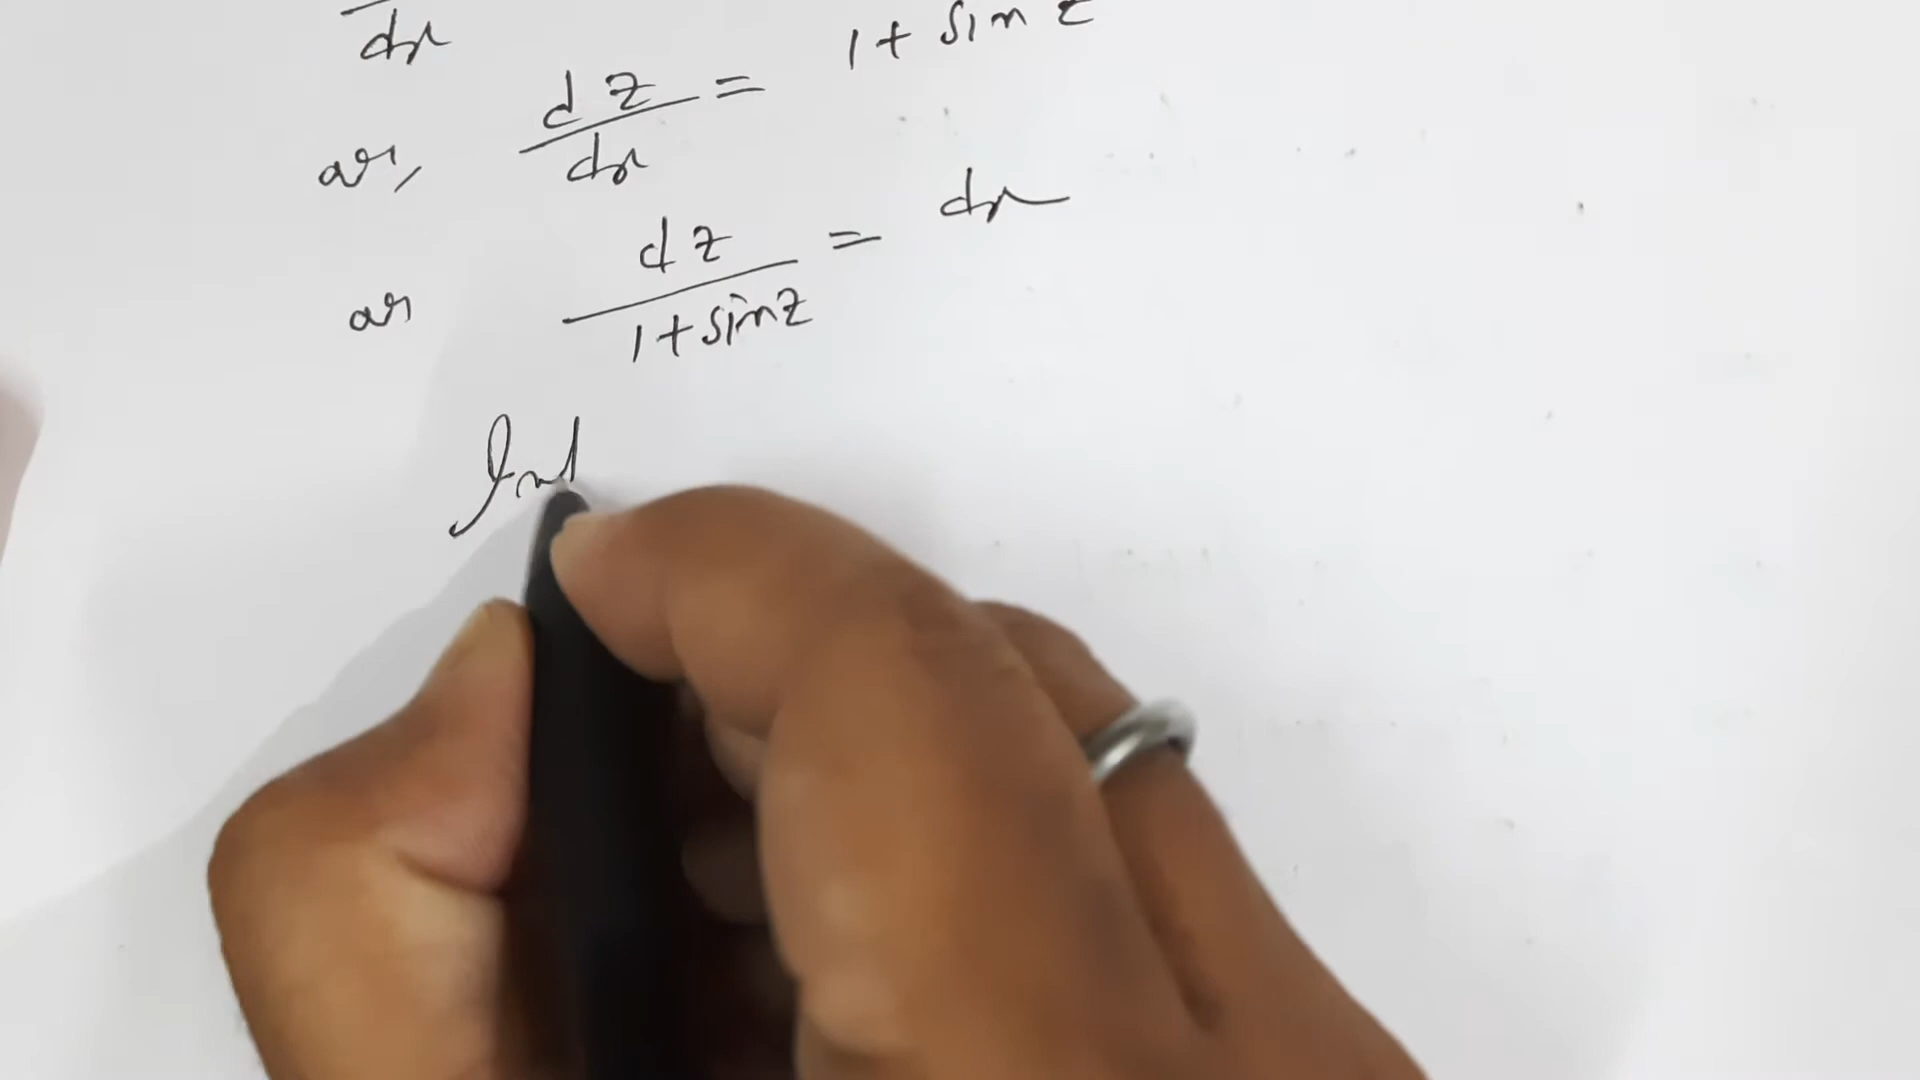 dx
1 + sin z
or, dz/dx =
or dz/(1 + sin z) = dx
Int